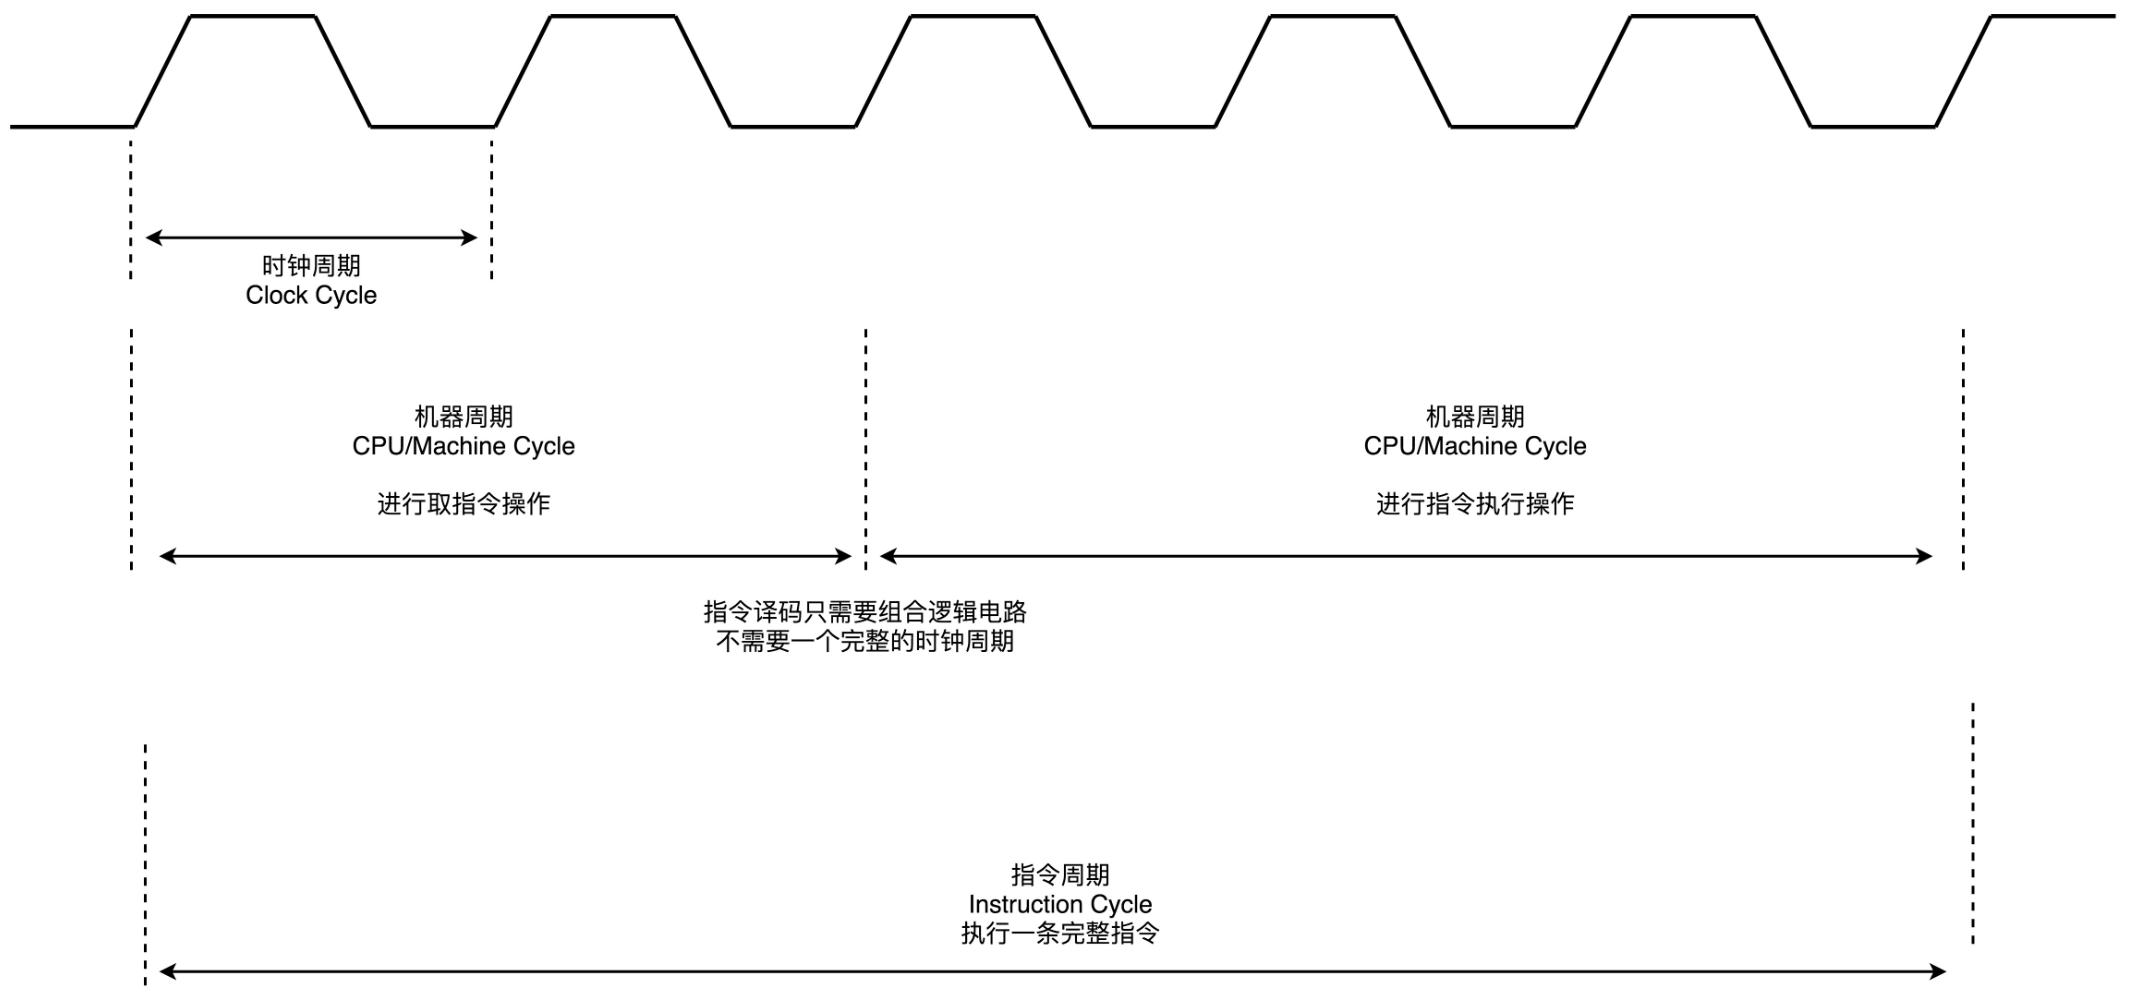 时钟周期
Clock Cycle
机器周期
CPU/Machine Cycle
进行取指令操作
机器周期
CPU/Machine Cycle
进行指令执行操作
指令译码只需要组合逻辑电路
不需要一个完整的时钟周期
指令周期
Instruction Cycle
执行一条完整指令